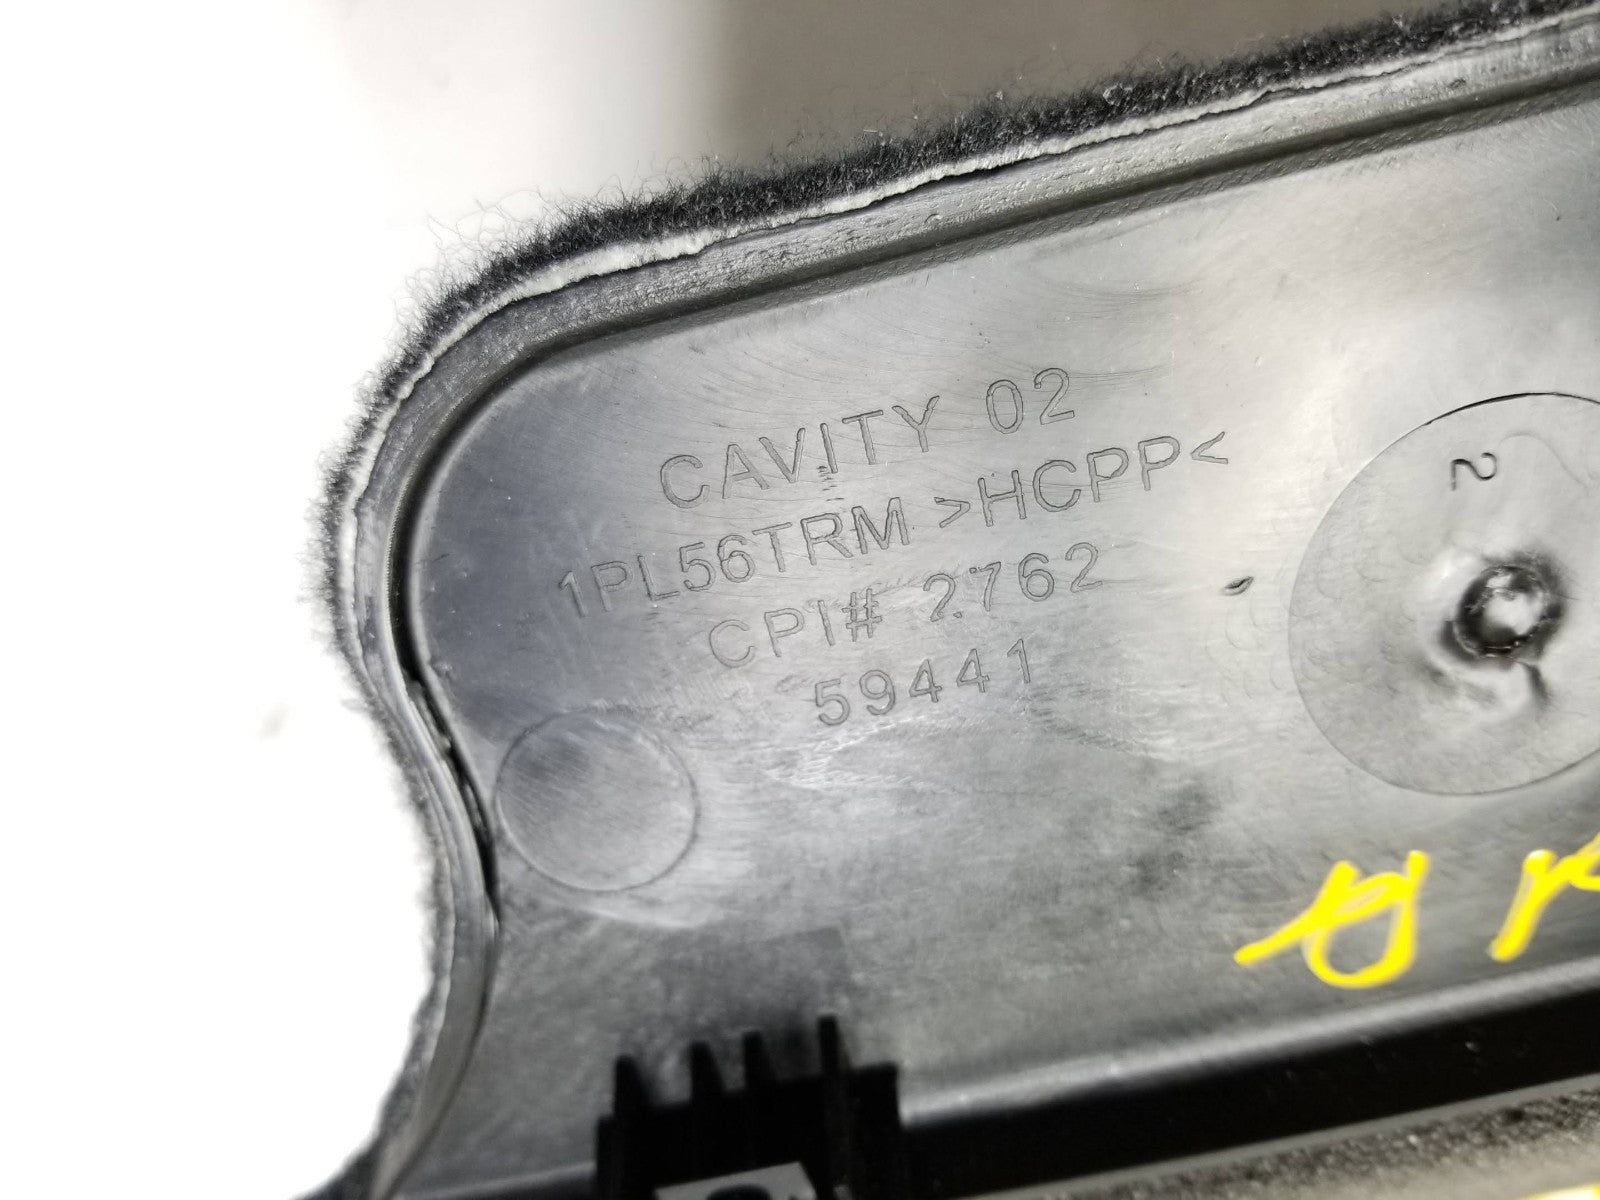 CAVITY 02
1PL56TRM >HCPP<
CPI# 2762
59441
2